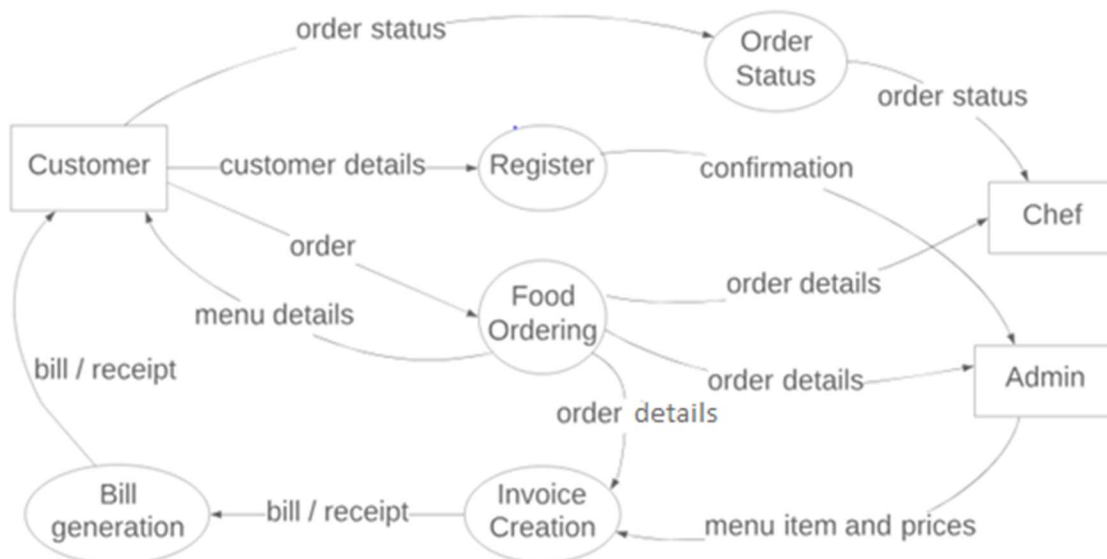 order status
Order
Status
order status
Customer
customer details
Register
confirmation
Chef
order
Food
Ordering
order details
menu details
bill / receipt
order details
Admin
order details
Bill
generation
bill / receipt
Invoice
Creation
menu item and prices